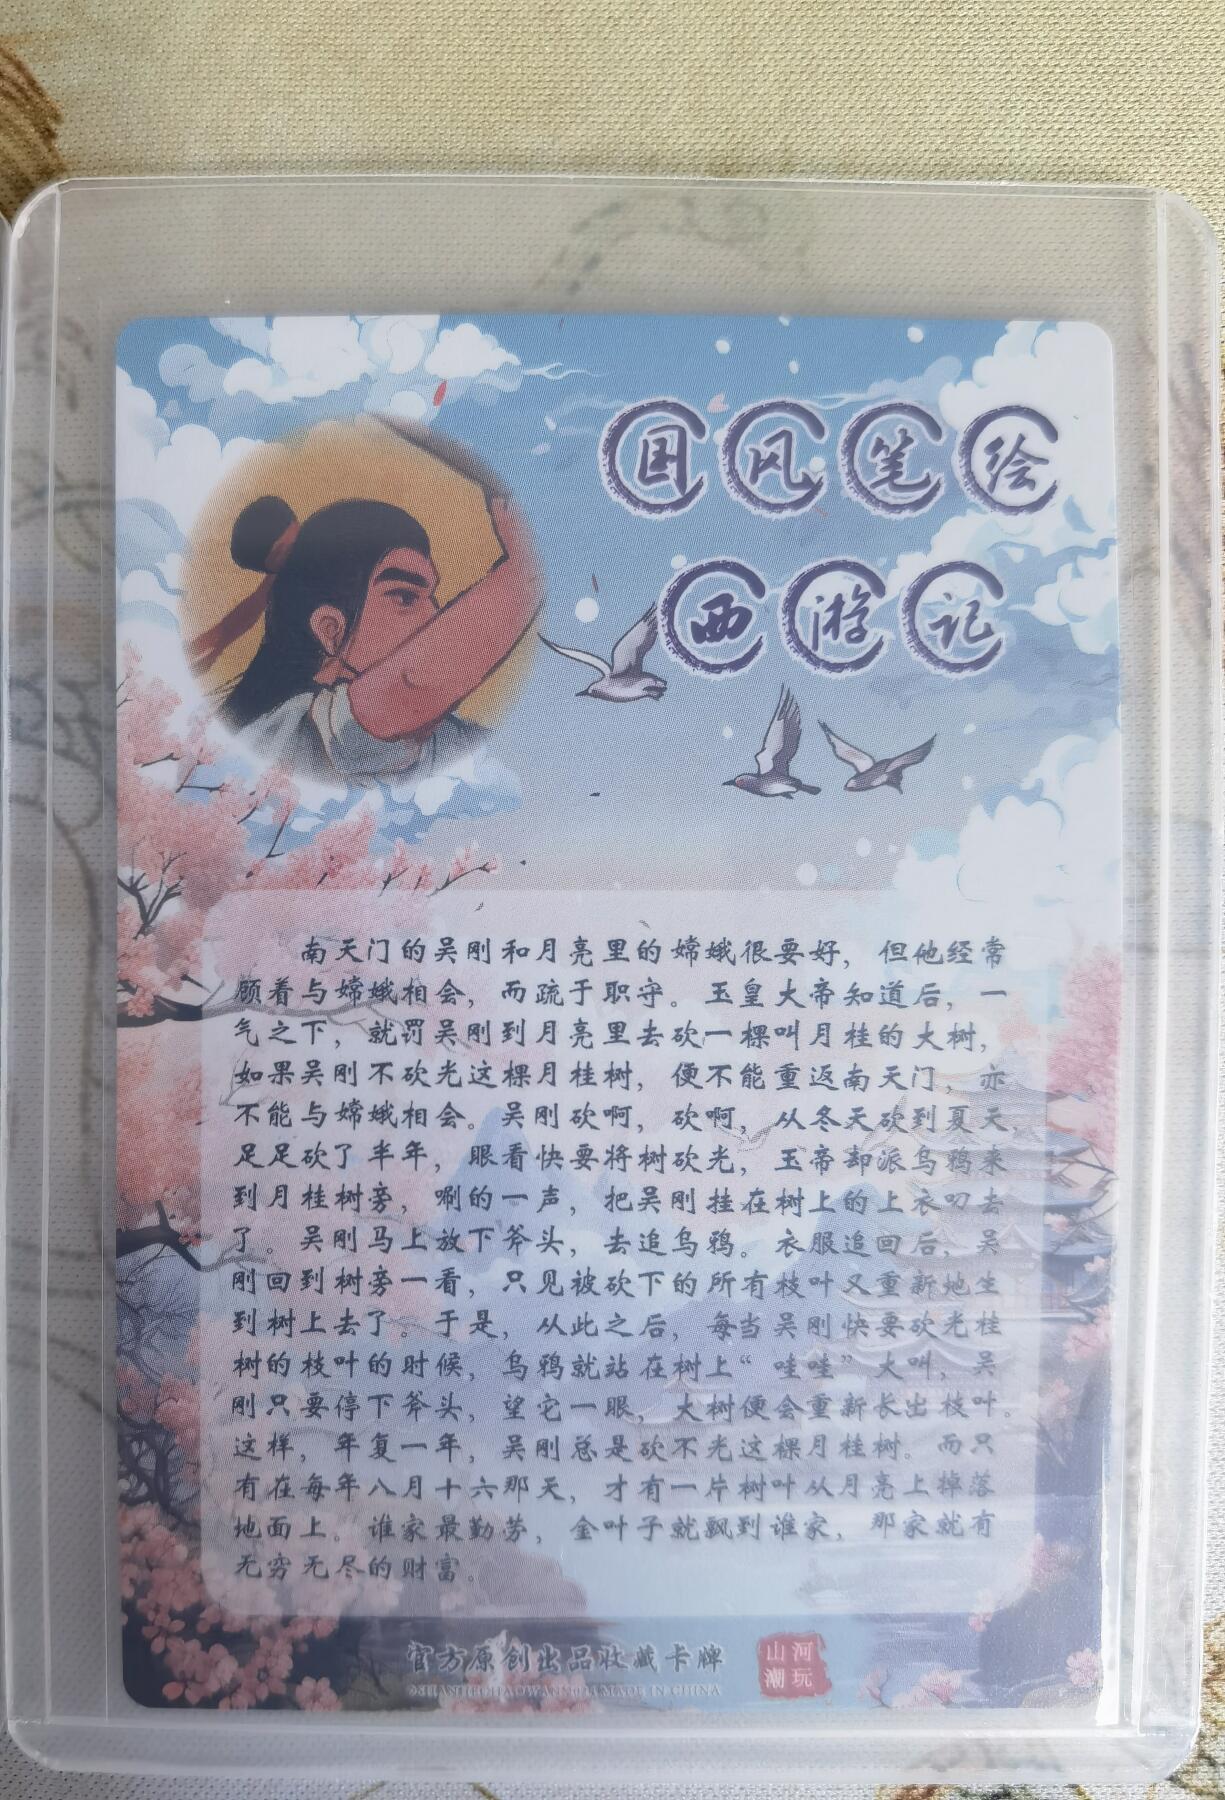 国风笔绘
西游记
南天门的吴刚和月亮里的嫦娥很要好，但他经常
顾着与嫦娥相会，而疏于职守。玉皇大帝知道后，一
气之下，就罚吴刚到月亮里去砍一棵叫月桂的大树，
如果吴刚不砍光这棵月桂树，便不能重返南天门，亦
不能与嫦娥相会。吴刚砍啊，砍啊，从冬天砍到夏天，
足足砍了半年，眼看快要将树砍光，玉帝却派乌鸦来
到月桂树旁，唰的一声，把吴刚挂在树上的上衣叨去
了。吴刚马上放下斧头，去追乌鸦。衣服追回后，吴
刚回到树旁一看，只见被砍下的所有枝叶又重新地生
到树上去了。于是，从此之后，每当吴刚快要砍光桂
树的枝叶的时候，乌鸦就站在树上“哇哇”大叫，吴
刚只要停下斧头，望它一眼，大树便会重新长出枝叶。
这样，年复一年，吴刚总是砍不光这棵月桂树。而只
有在每年八月十六那天，才有一片树叶从月亮上掉落
地面上。谁家最勤劳，金叶子就飘到谁家，那家就有
无穷无尽的财富。
官方原创出品收藏卡牌
MADE IN CHINA
山河
潮玩